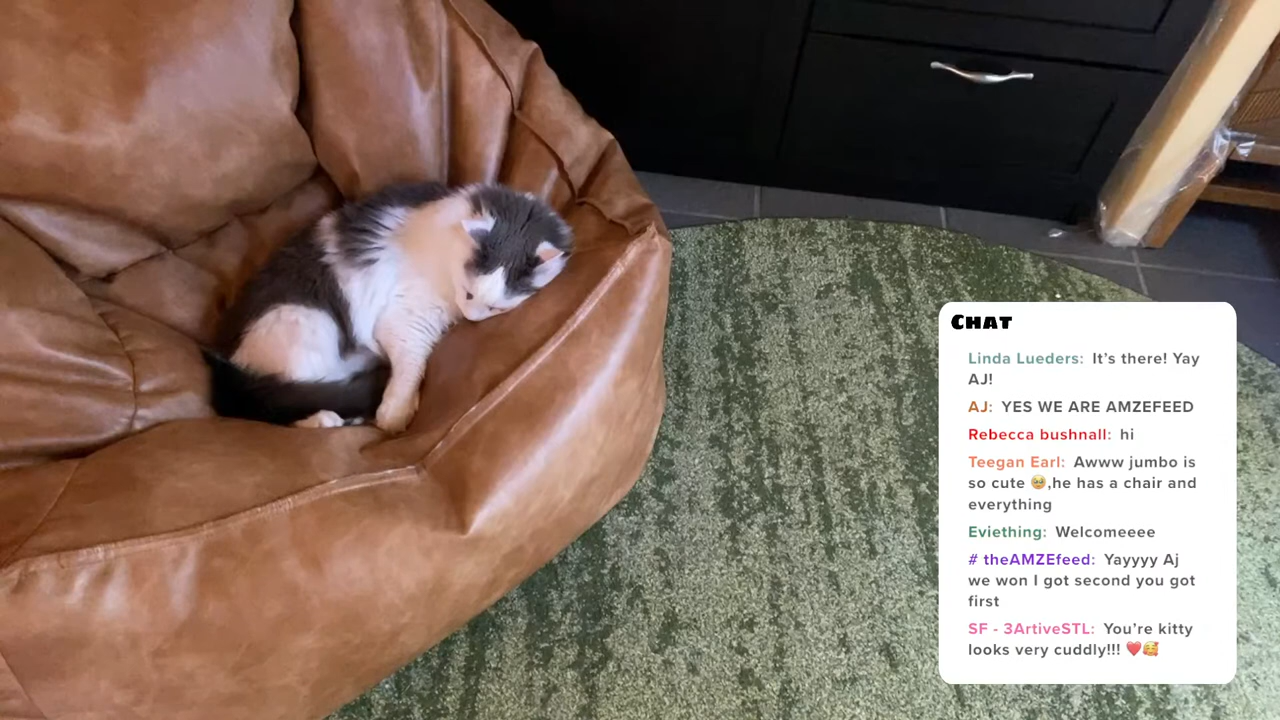 CHAT
Linda Lueders: It's there! Yay
AJ!
AJ: YES WE ARE AMZEFEED
Rebecca bushnall: hi
Teegan Earl: Awww jumbo is
so cute 🥹,he has a chair and
everything
Eviething: Welcomeeee
# theAMZEfeed: Yayyyy Aj
we won I got second you got
first
SF - 3ArtiveSTL: You're kitty
looks very cuddly!!! ❤️🥰